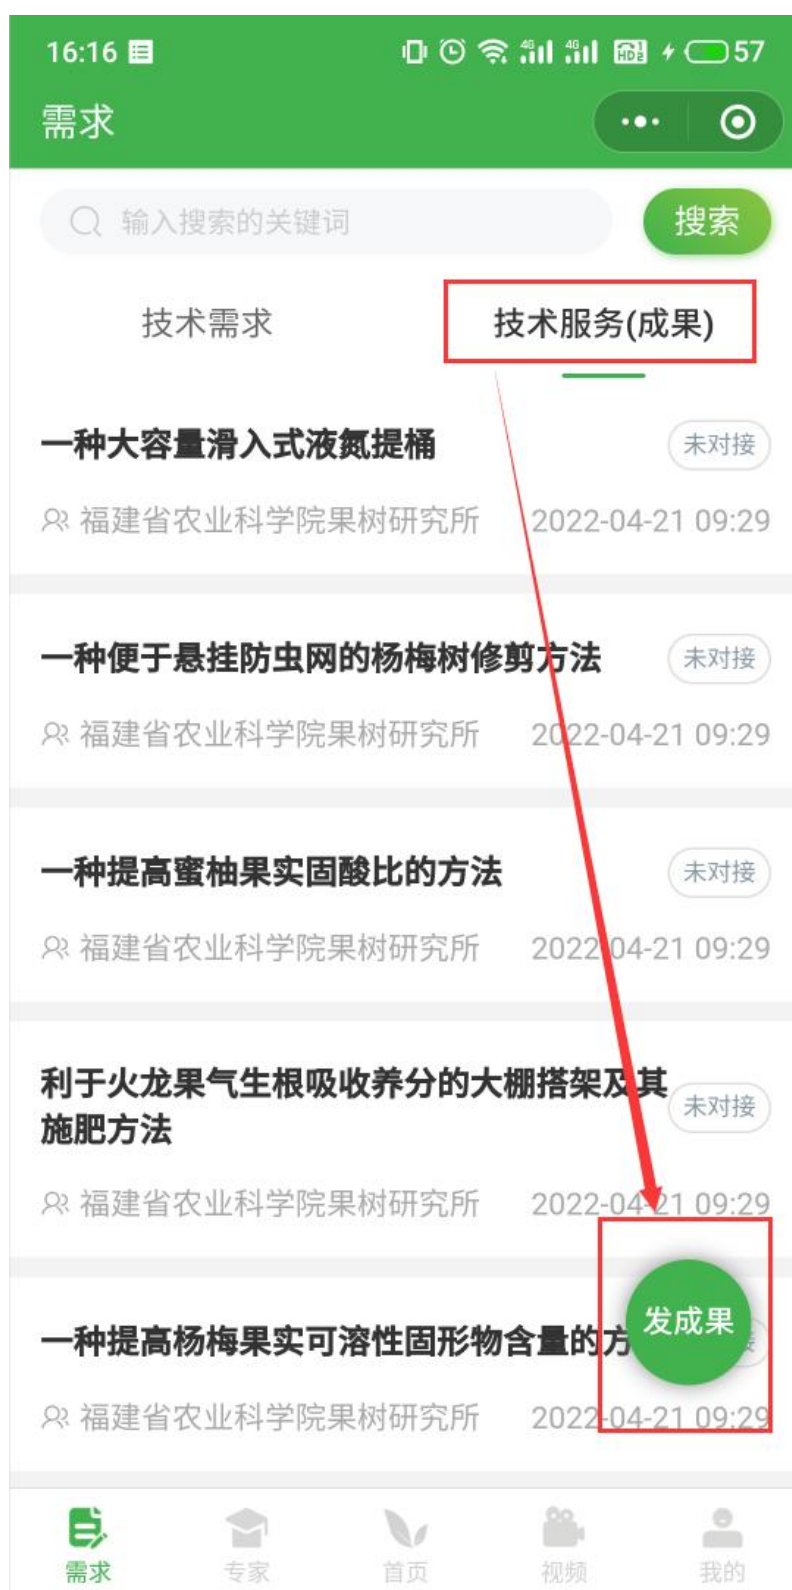 16:16
4G 4G HD 1 2 57
需求
输入搜索的关键词
搜索
技术需求
技术服务(成果)
一种大容量滑入式液氮提桶
未对接
福建省农业科学院果树研究所
2022-04-21 09:29
一种便于悬挂防虫网的杨梅树修剪方法
未对接
福建省农业科学院果树研究所
2022-04-21 09:29
一种提高蜜柚果实固酸比的方法
未对接
福建省农业科学院果树研究所
2022-04-21 09:29
利于火龙果气生根吸收养分的大棚搭架及其
施肥方法
未对接
福建省农业科学院果树研究所
2022-04-21 09:29
一种提高杨梅果实可溶性固形物含量的方
发成果
福建省农业科学院果树研究所
2022-04-21 09:29
需求
专家
首页
视频
我的